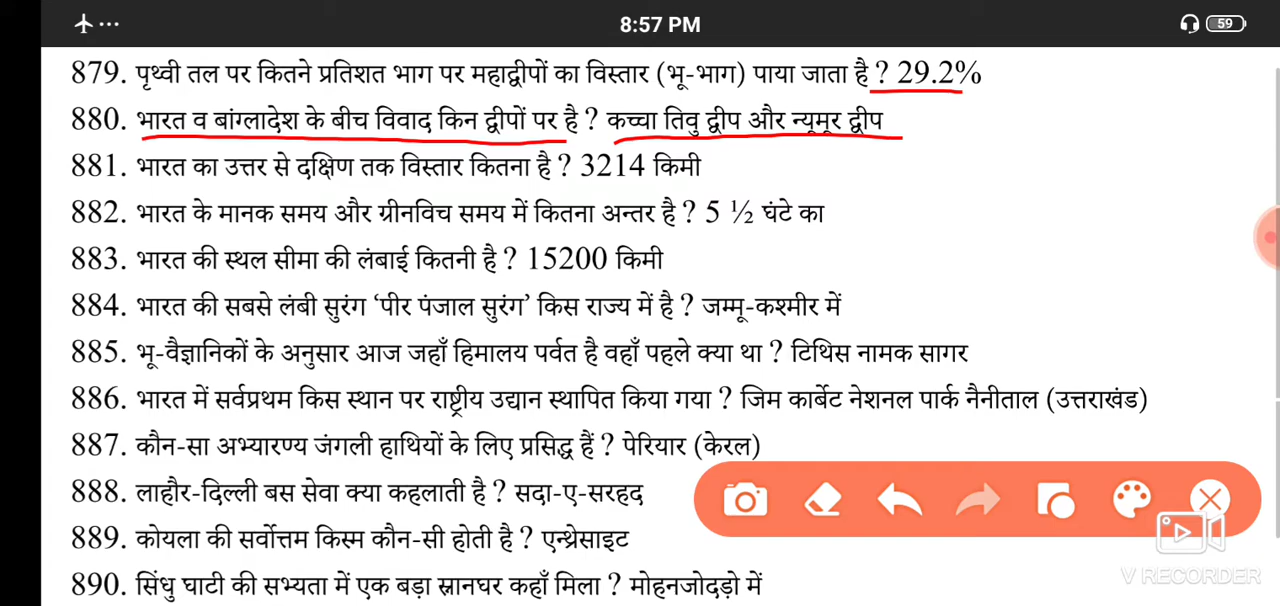 8:57 PM
59
879. पृथ्वी तल पर कितने प्रतिशत भाग पर महाद्वीपों का विस्तार (भू-भाग) पाया जाता है ? 29.2%
880. भारत व बांग्लादेश के बीच विवाद किन द्वीपों पर है ? कच्चा तिवु द्वीप और न्यूमूर द्वीप
881. भारत का उत्तर से दक्षिण तक विस्तार कितना है ? 3214 किमी
882. भारत के मानक समय और ग्रीनविच समय में कितना अन्तर है ? 5 ½ घंटे का
883. भारत की स्थल सीमा की लंबाई कितनी है ? 15200 किमी
884. भारत की सबसे लंबी सुरंग ‘पीर पंजाल सुरंग’ किस राज्य में है ? जम्मू-कश्मीर में
885. भू-वैज्ञानिकों के अनुसार आज जहाँ हिमालय पर्वत है वहाँ पहले क्या था ? टिथिस नामक सागर
886. भारत में सर्वप्रथम किस स्थान पर राष्ट्रीय उद्यान स्थापित किया गया ? जिम कार्बेट नेशनल पार्क नैनीताल (उत्तराखंड)
887. कौन-सा अभ्यारण्य जंगली हाथियों के लिए प्रसिद्ध हैं ? पेरियार (केरल)
888. लाहौर-दिल्ली बस सेवा क्या कहलाती है ? सदा-ए-सरहद
889. कोयला की सर्वोत्तम किस्म कौन-सी होती है ? एन्थ्रेसाइट
V RECORDER
890. सिंधु घाटी की सभ्यता में एक बड़ा स्नानघर कहाँ मिला ? मोहनजोदड़ो में